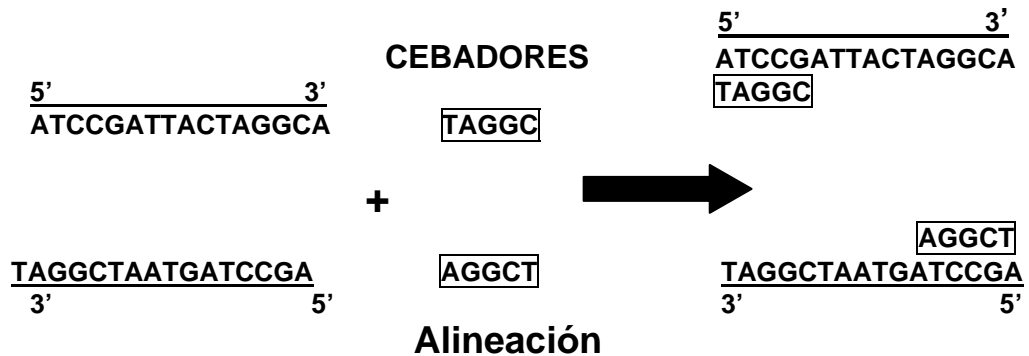 5’ 3’
ATCCGATTACTAGGCA
CEBADORES
5’ 3’
ATCCGATTACTAGGCA
TAGGC
TAGGC
+
TAGGCTAATGATCCGA
3’ 5’
AGGCT
AGGCT
TAGGCTAATGATCCGA
3’ 5’
Alineación